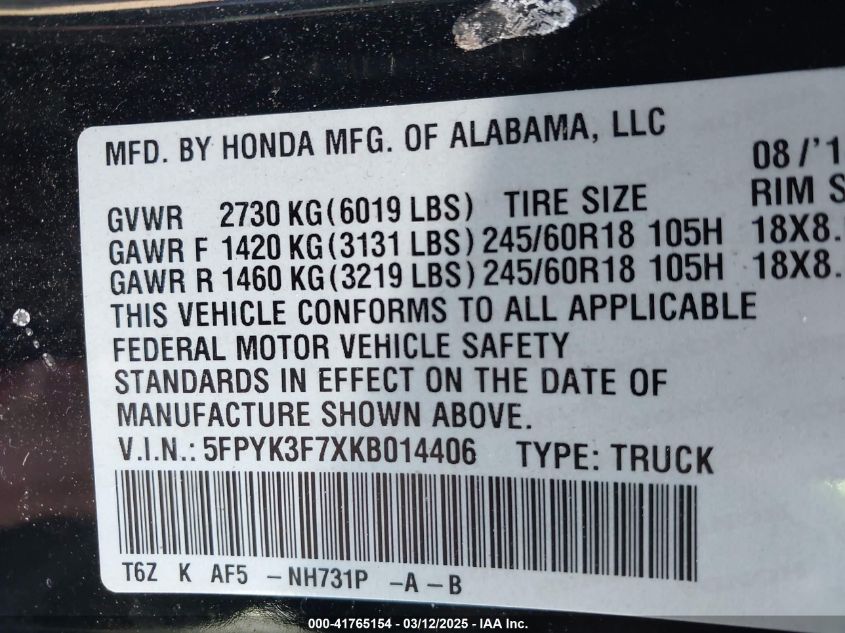 MFD. BY HONDA MFG. OF ALABAMA, LLC
08/'1
GVWR 2730 KG(6019 LBS) TIRE SIZE RIM S
GAWR F 1420 KG(3131 LBS) 245/60R18 105H 18X8.
GAWR R 1460 KG(3219 LBS) 245/60R18 105H 18X8.
THIS VEHICLE CONFORMS TO ALL APPLICABLE
FEDERAL MOTOR VEHICLE SAFETY
STANDARDS IN EFFECT ON THE DATE OF
MANUFACTURE SHOWN ABOVE.
V.I.N.: 5FPYK3F7XKB014406 TYPE: TRUCK
T6Z K AF5 -NH731P -A-B
000-41765154 - 03/12/2025 - IAA Inc.